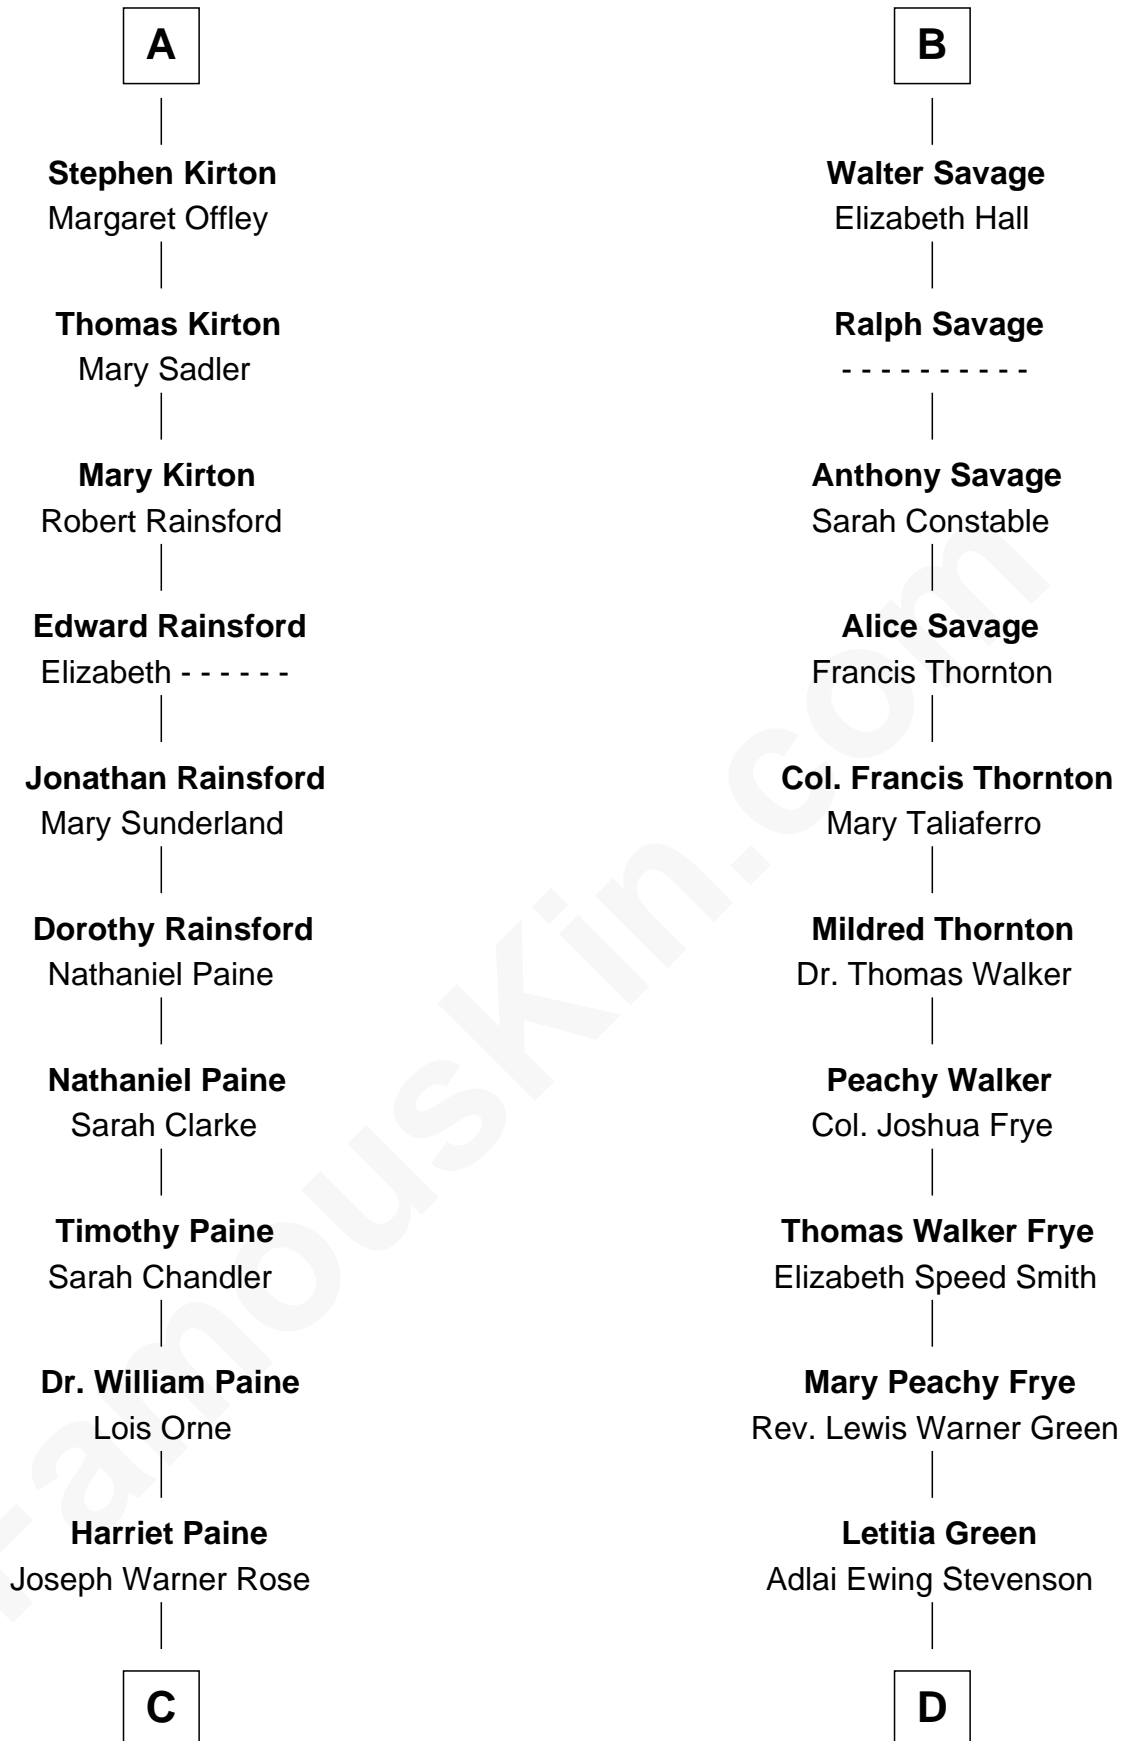 A
Stephen Kirton
Margaret Offley
Thomas Kirton
Mary Sadler
Mary Kirton
Robert Rainsford
Edward Rainsford
Elizabeth - - - - - -
Jonathan Rainsford
Mary Sunderland
Dorothy Rainsford
Nathaniel Paine
Nathaniel Paine
Sarah Clarke
Timothy Paine
Sarah Chandler
Dr. William Paine
Lois Orne
Harriet Paine
Joseph Warner Rose
C
B
Walter Savage
Elizabeth Hall
Ralph Savage
- - - - - - - - - -
Anthony Savage
Sarah Constable
Alice Savage
Francis Thornton
Col. Francis Thornton
Mary Taliaferro
Mildred Thornton
Dr. Thomas Walker
Peachy Walker
Col. Joshua Frye
Thomas Walker Frye
Elizabeth Speed Smith
Mary Peachy Frye
Rev. Lewis Warner Green
Letitia Green
Adlai Ewing Stevenson
D
FamousKin.com